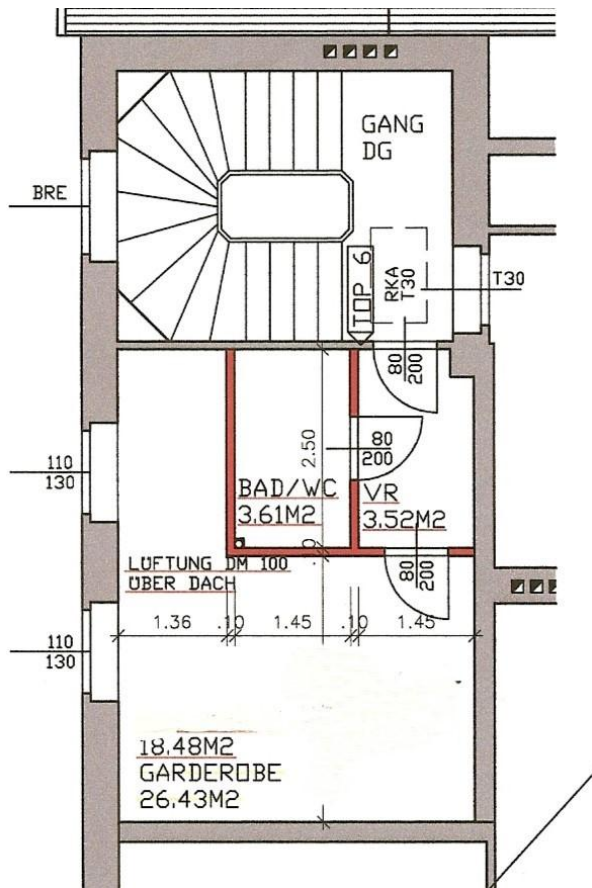 GANG
DG
BRE
TOP 6
RKA
T30
T30
80
200
110
130
2.50
80
200
BAD/WC
3.61M2
VR
3.52M2
.10
LÜFTUNG DM 100
ÜBER DACH
80
200
1.36 .10 1.45 .10 1.45
110
130
18.48M2
GARDEROBE
26.43M2